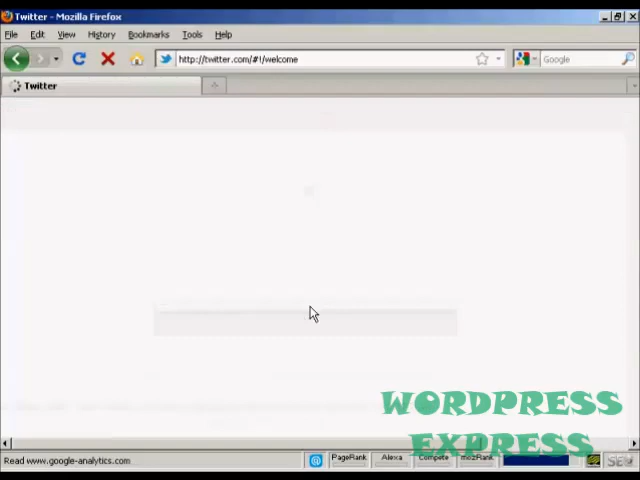 Twitter - Mozilla Firefox
File Edit View History Bookmarks Tools Help
http://twitter.com/#!/welcome
Google
Twitter
WORDPRESS
EXPRESS
Read www.google-analytics.com
PageRank Alexa Compete mozRank